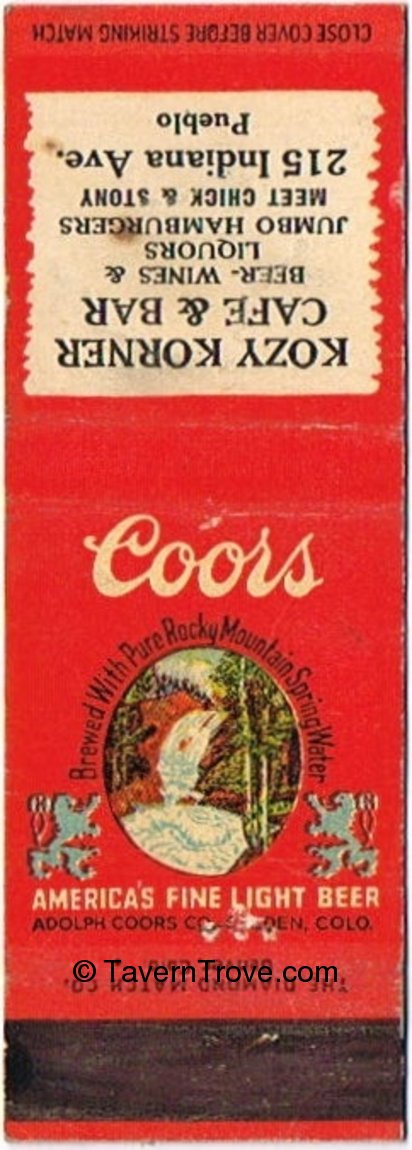 CLOSE COVER BEFORE STRIKING MATCH
KOZY KORNER
CAFE & BAR
BEER - WINES &
LIQUORS
JUMBO HAMBURGERS
MEET CHICK & STONY
215 Indiana Ave.
Pueblo
Coors
Brewed With Pure Rocky Mountain Spring Water
AMERICA'S FINE LIGHT BEER
ADOLPH COORS CO. COLO.
© TavernTrove.com
THE DIAMOND MATCH CO.